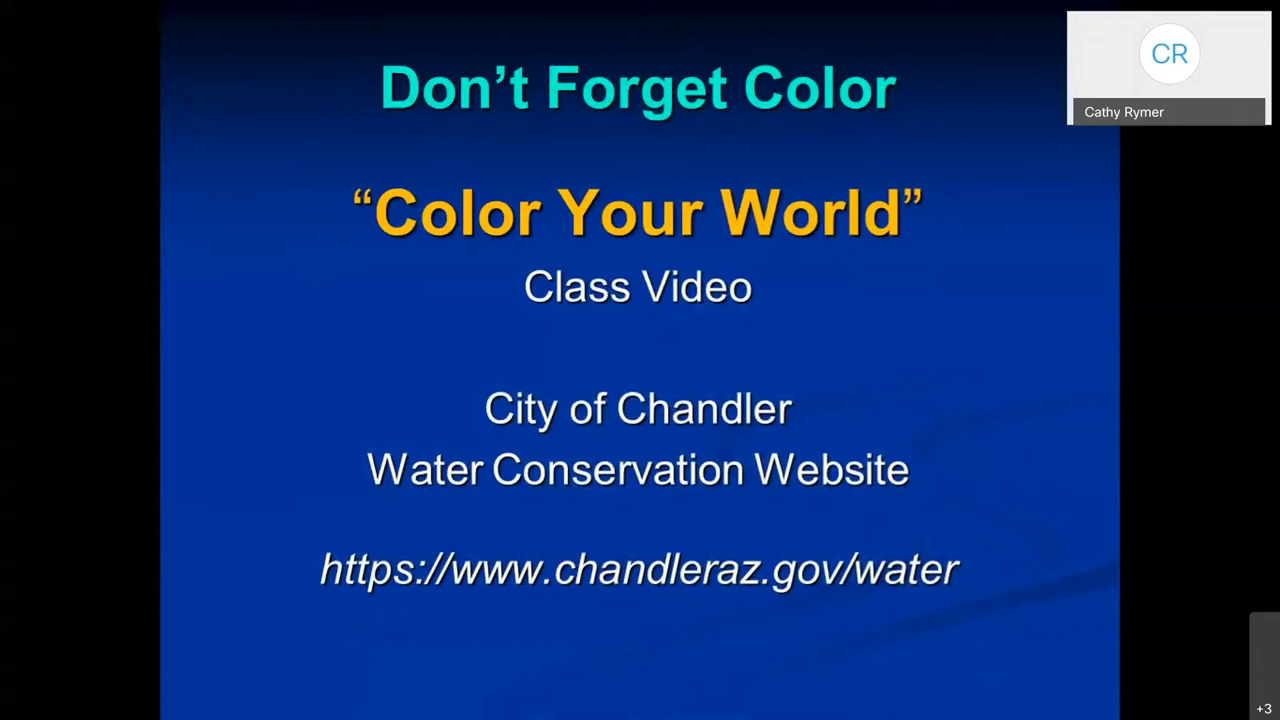 Don’t Forget Color
“Color Your World”
Class Video
City of Chandler
Water Conservation Website
https://www.chandleraz.gov/water
CR
Cathy Rymer
+3